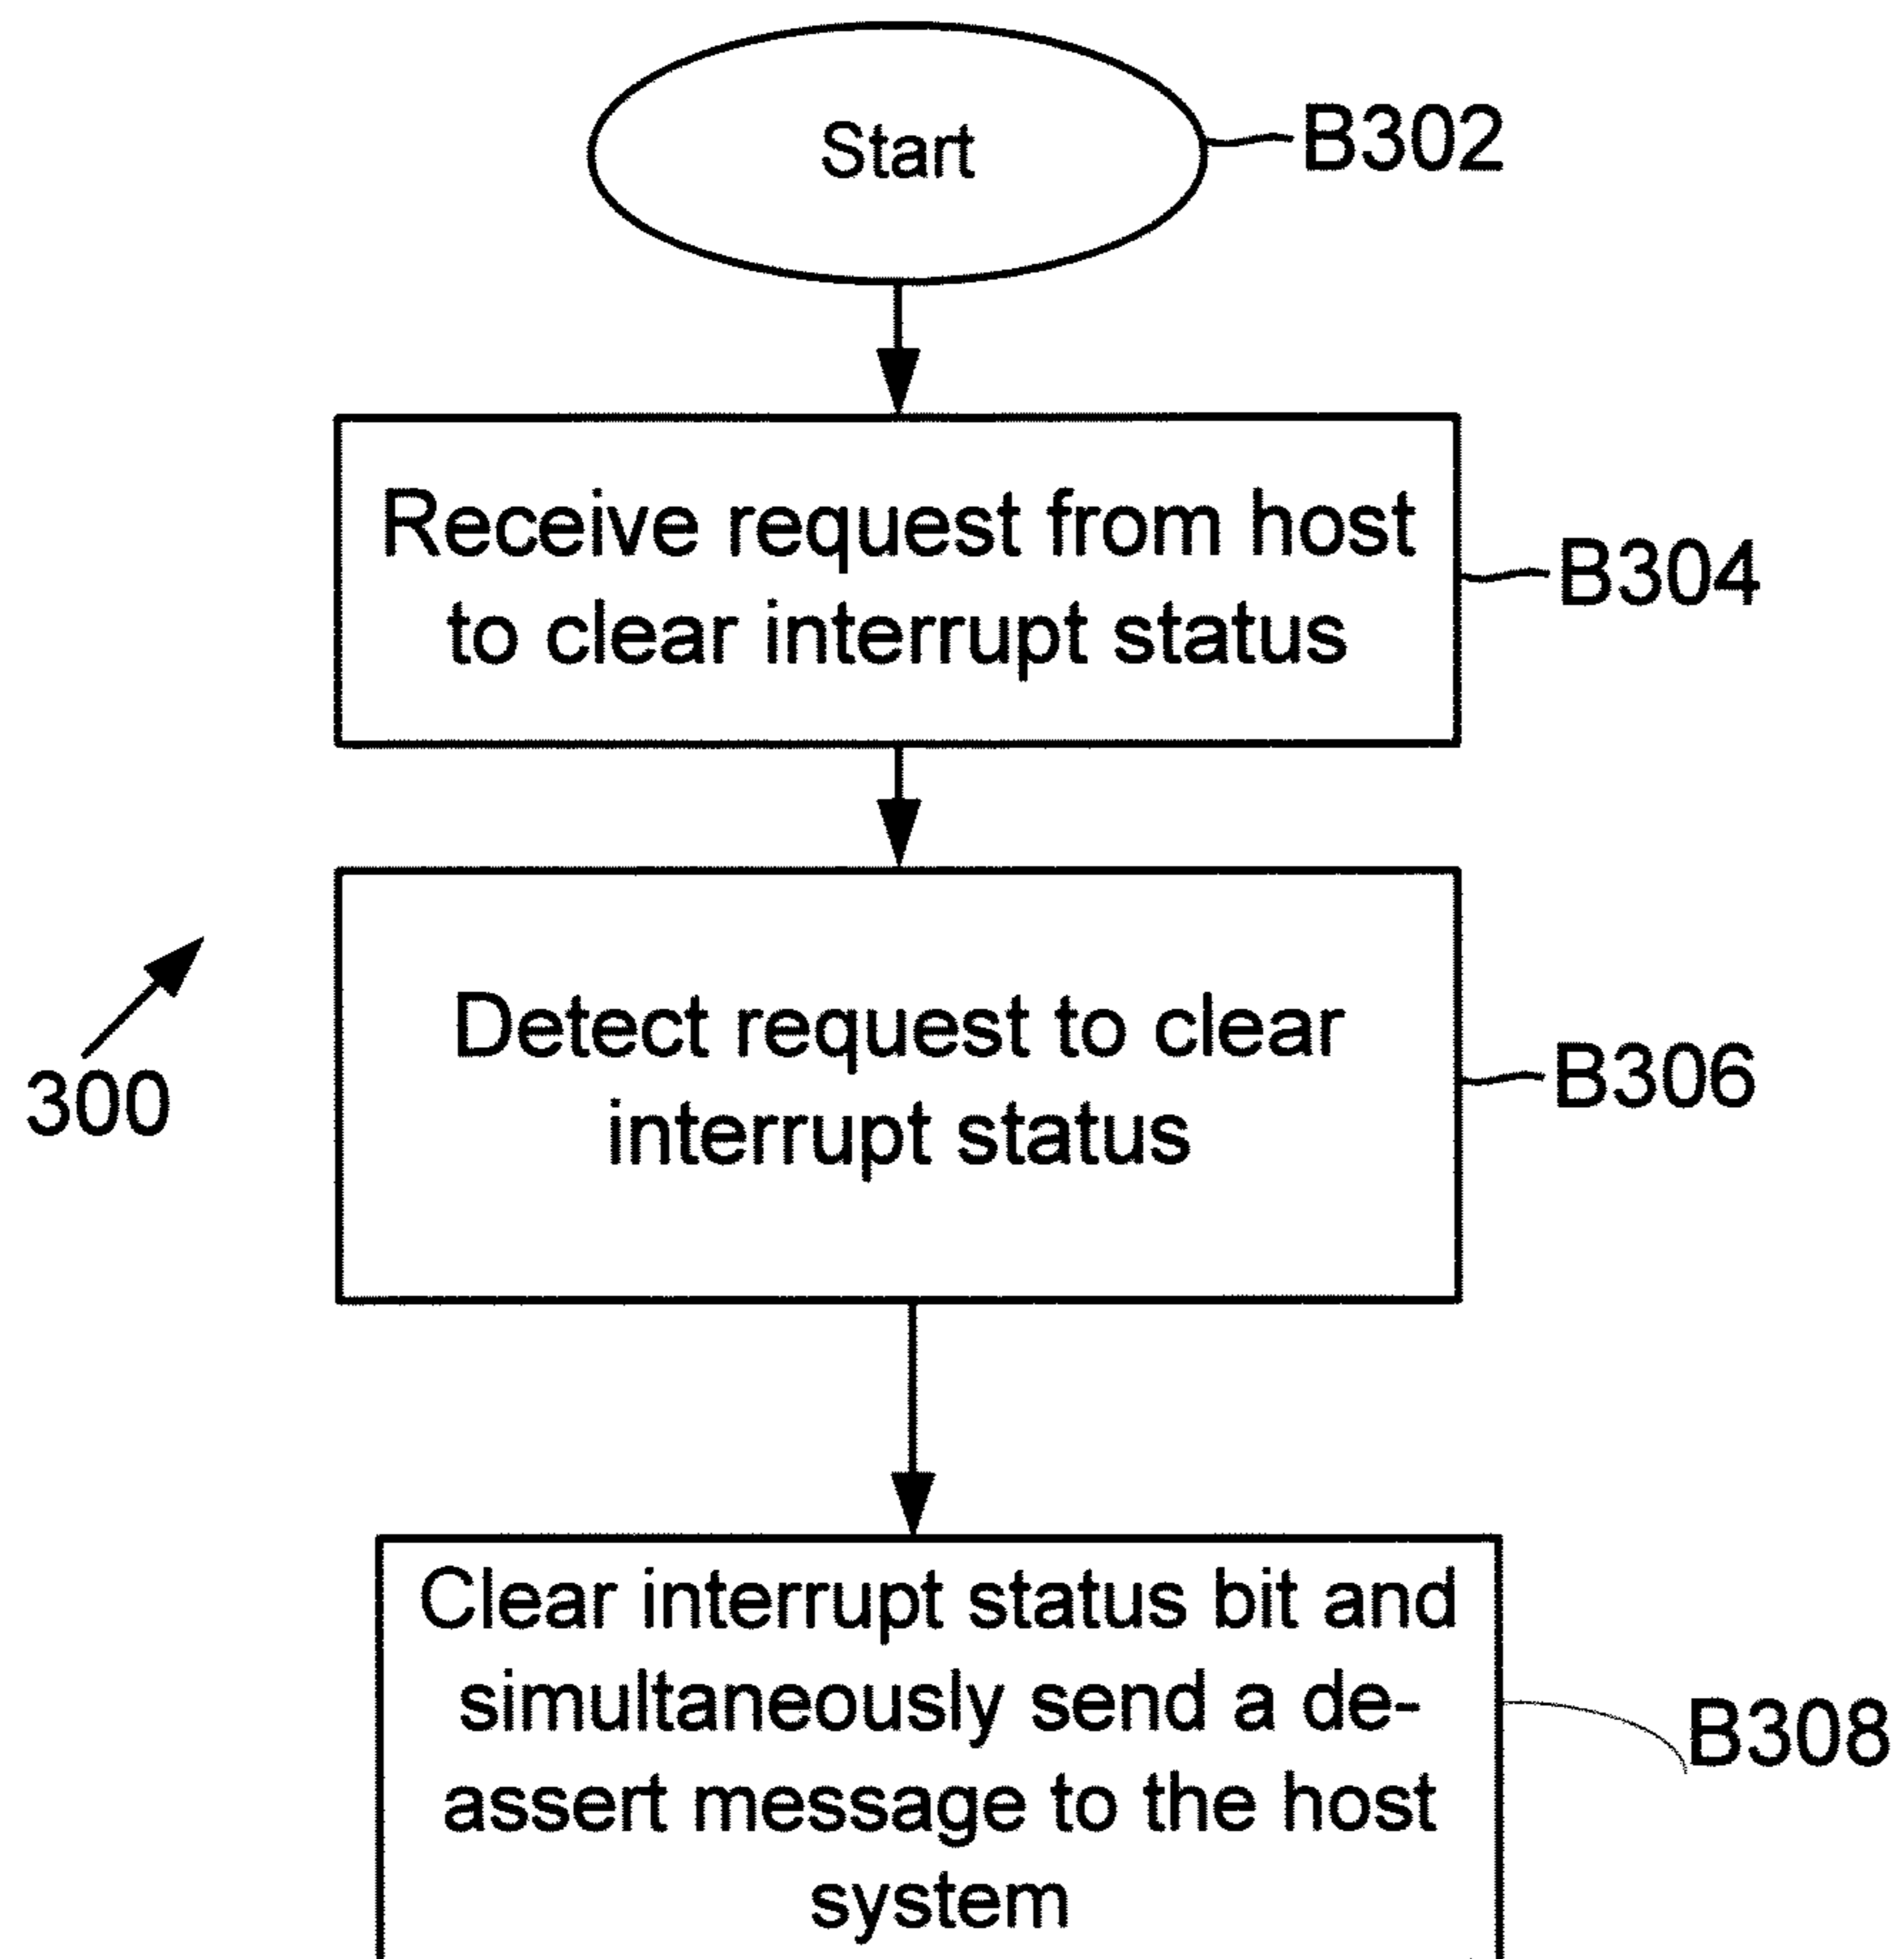 Start
B302
Receive request from host
to clear interrupt status
B304
Detect request to clear
interrupt status
B306
300
Clear interrupt status bit and
simultaneously send a de-
assert message to the host
system
B308